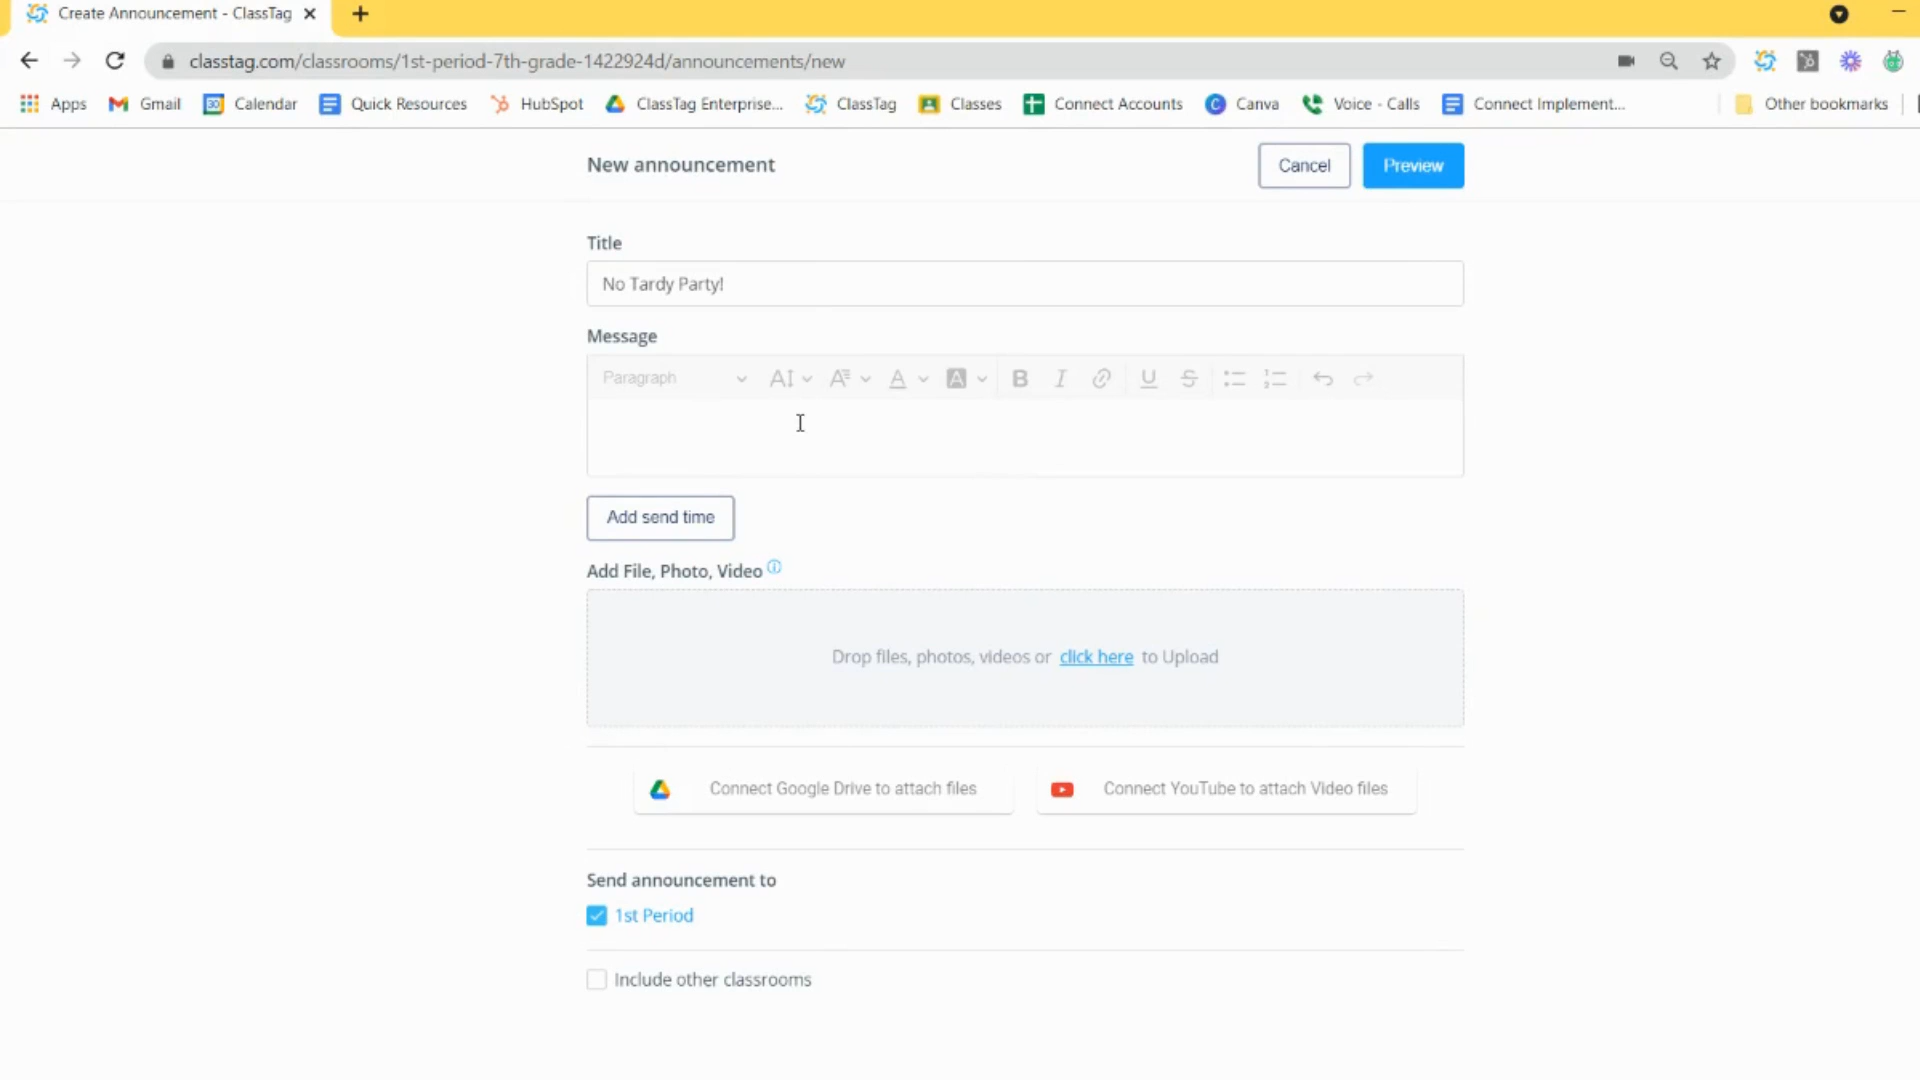 Create Announcement - ClassTag
classtag.com/classrooms/1st-period-7th-grade-1422924d/announcements/new
Apps Gmail Calendar Quick Resources HubSpot ClassTag Enterprise... ClassTag Classes Connect Accounts Canva Voice - Calls Connect Implement... Other bookmarks
New announcement Cancel Preview
Title
No Tardy Party!
Message
Paragraph
Add send time
Add File, Photo, Video
Drop files, photos, videos or click here to Upload
Connect Google Drive to attach files Connect YouTube to attach Video files
Send announcement to
1st Period
Include other classrooms